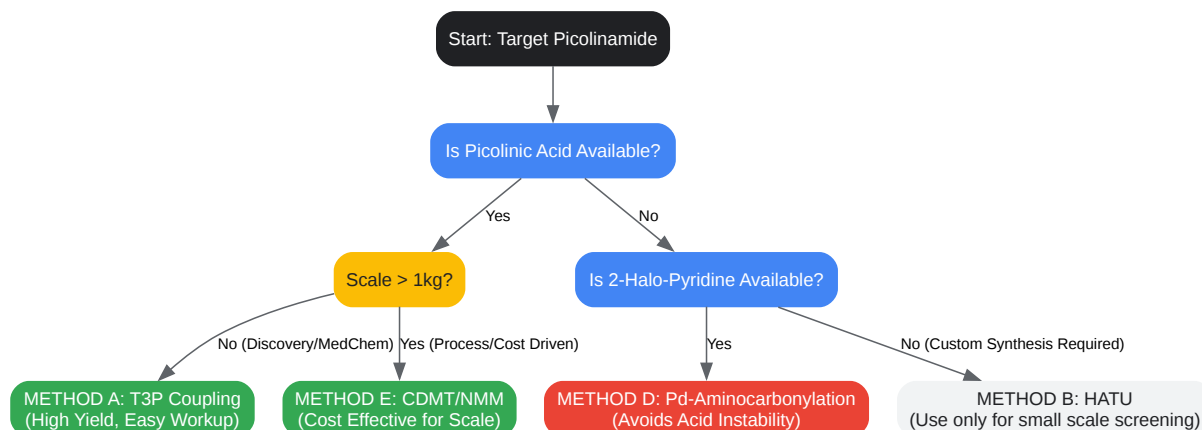 Start: Target Picolinamide
Is Picolinic Acid Available?
Yes
No
Scale > 1kg?
Is 2-Halo-Pyridine Available?
No (Discovery/MedChem)
Yes (Process/Cost Driven)
Yes
No (Custom Synthesis Required)
METHOD A: T3P Coupling
(High Yield, Easy Workup)
METHOD E: CDMT/NMM
(Cost Effective for Scale)
METHOD D: Pd-Aminocarbonylation
(Avoids Acid Instability)
METHOD B: HATU
(Use only for small scale screening)